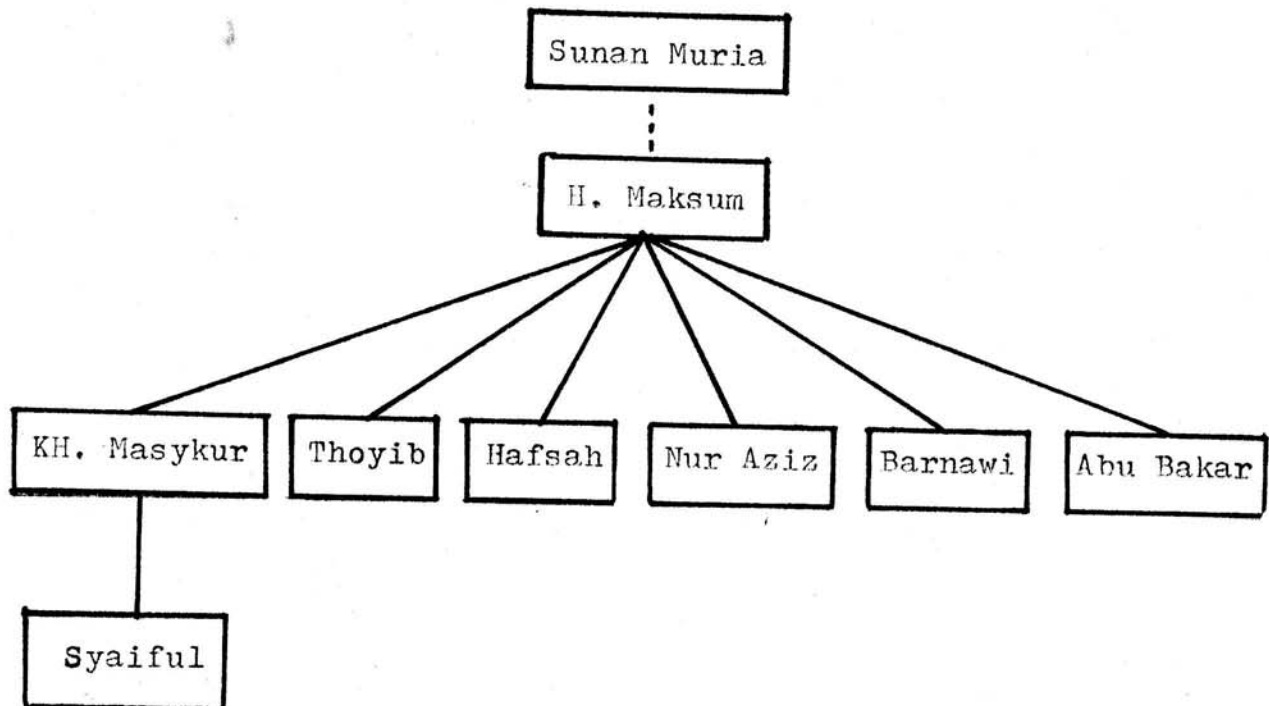 Sunan Muria
H. Maksum
KH. Masykur
Thoyib
Hafsah
Nur Aziz
Barnawi
Abu Bakar
Syaiful